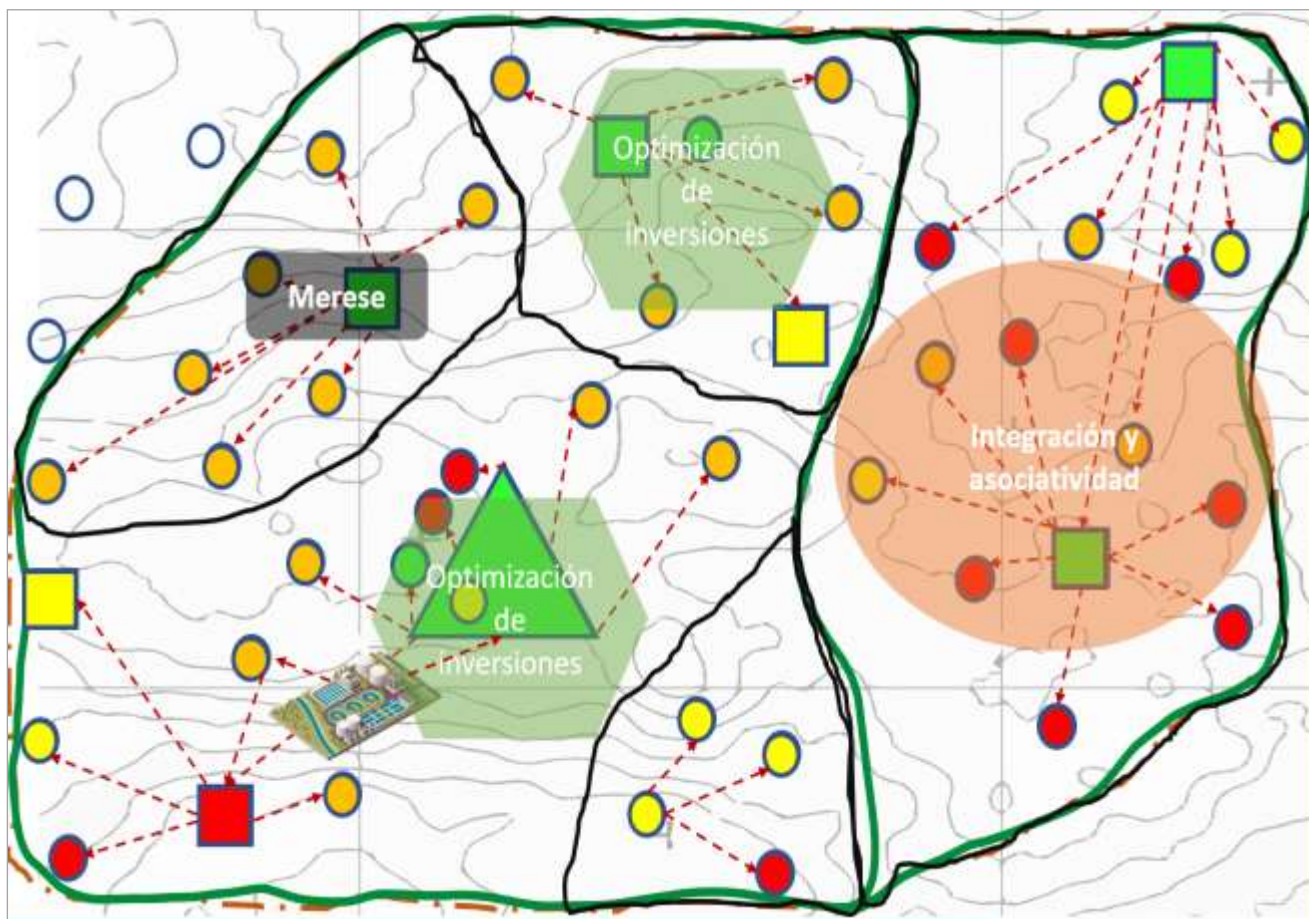 Optimización
de
inversiones
Merese
Integración y
asociatividad
Optimización
de
inversiones